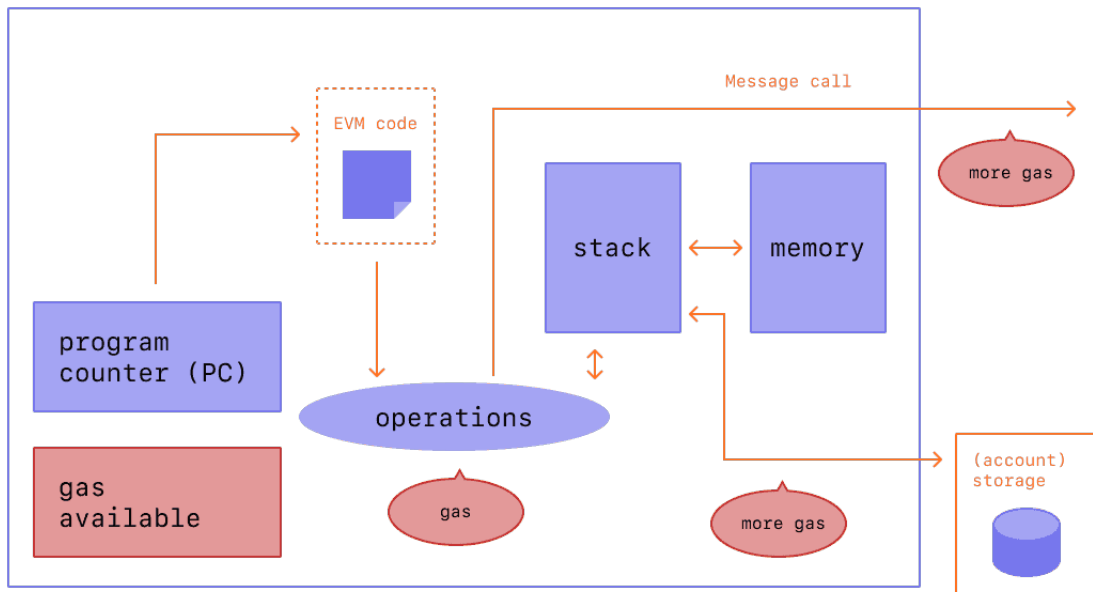 Message call
EVM code
more gas
stack
memory
program
counter (PC)
operations
(account)
storage
gas
available
gas
more gas